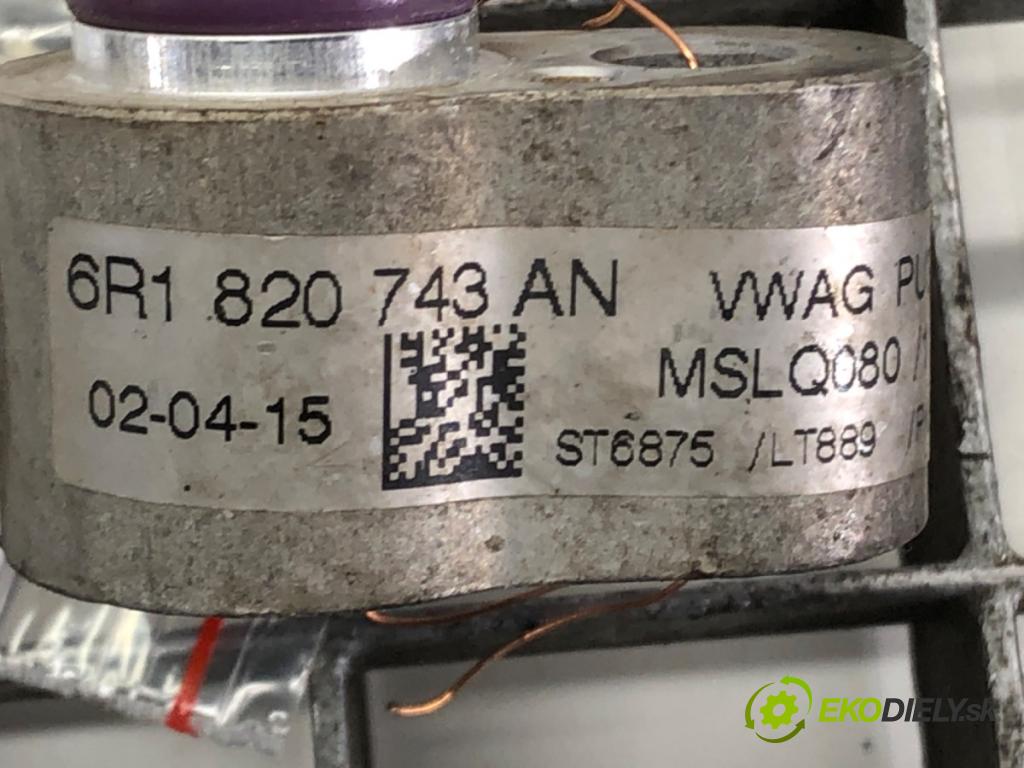 6R1 820 743 AN VWAG
02-04-15 MSLQ080
ST6875 /LT889
EKODIELY.sk